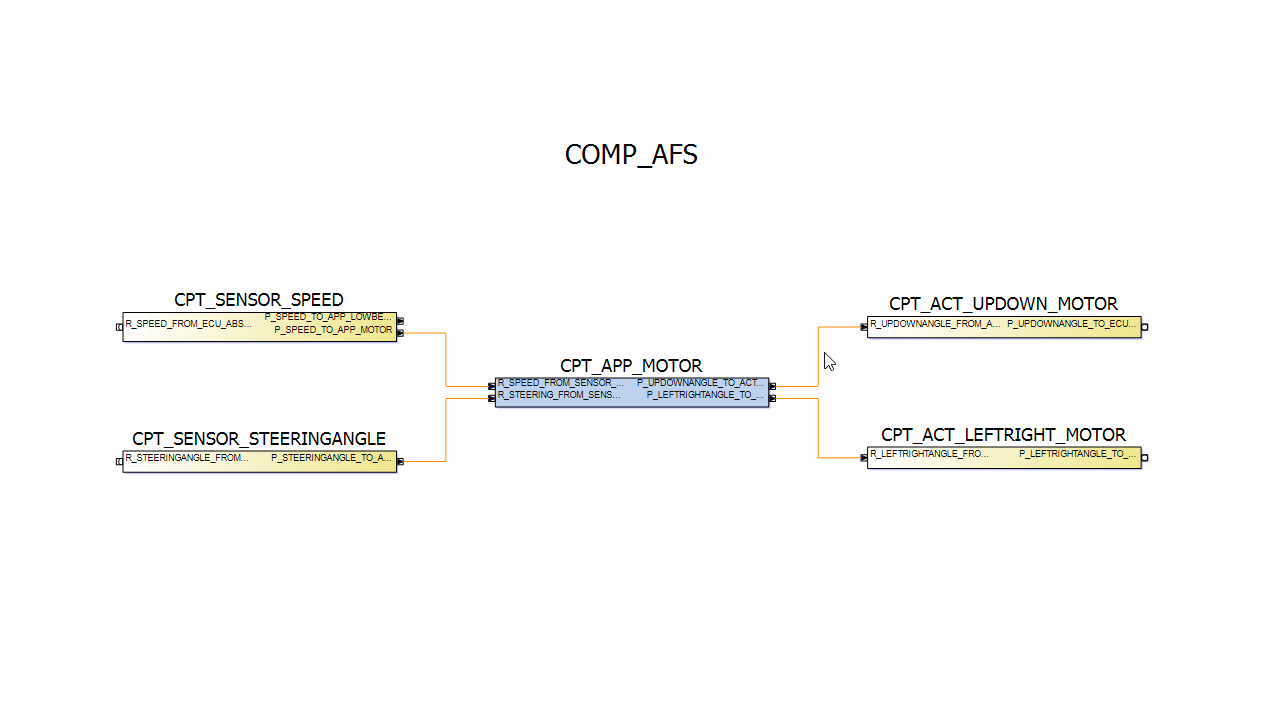 COMP_AFS
CPT_SENSOR_SPEED
R_SPEED_FROM_ECU_ABS...
P_SPEED_TO_APP_LOWBE...
P_SPEED_TO_APP_MOTOR
CPT_SENSOR_STEERINGANGLE
R_STEERINGANGLE_FROM...
P_STEERINGANGLE_TO_A...
CPT_APP_MOTOR
R_SPEED_FROM_SENSOR_...
P_UPDOWNANGLE_TO_ACT...
R_STEERING_FROM_SENS...
P_LEFTRIGHTANGLE_TO_...
CPT_ACT_UPDOWN_MOTOR
R_UPDOWNANGLE_FROM_A...
P_UPDOWNANGLE_TO_ECU...
CPT_ACT_LEFTRIGHT_MOTOR
R_LEFTRIGHTANGLE_FRO...
P_LEFTRIGHTANGLE_TO_...